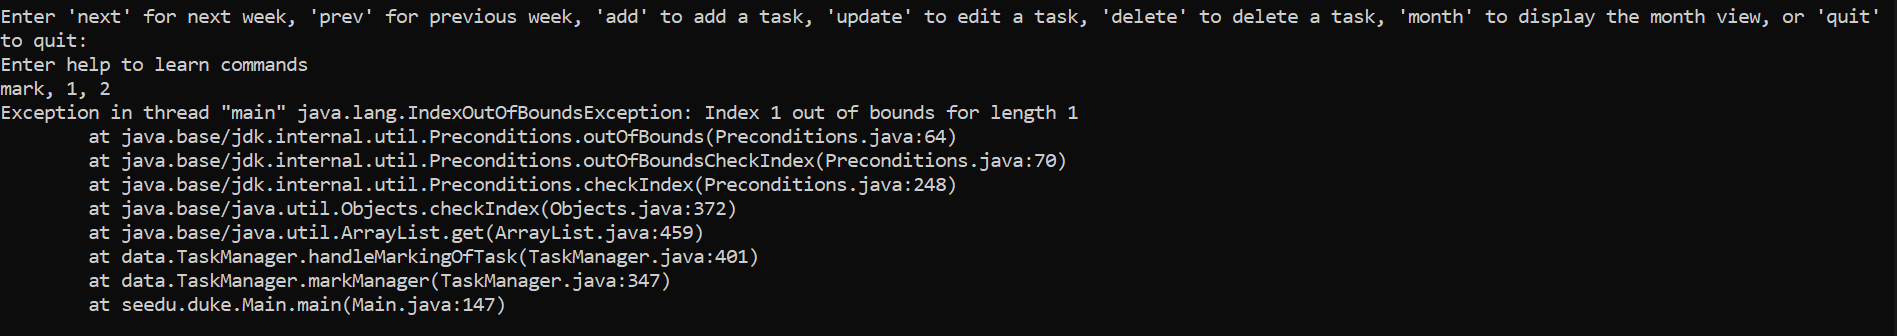 Enter 'next' for next week, 'prev' for previous week, 'add' to add a task, 'update' to edit a task, 'delete' to delete a task, 'month' to display the month view, or 'quit'
to quit:
Enter help to learn commands
mark, 1, 2
Exception in thread "main" java.lang.IndexOutOfBoundsException: Index 1 out of bounds for length 1
        at java.base/jdk.internal.util.Preconditions.outOfBounds(Preconditions.java:64)
        at java.base/jdk.internal.util.Preconditions.outOfBoundsCheckIndex(Preconditions.java:70)
        at java.base/jdk.internal.util.Preconditions.checkIndex(Preconditions.java:248)
        at java.base/java.util.Objects.checkIndex(Objects.java:372)
        at java.base/java.util.ArrayList.get(ArrayList.java:459)
        at data.TaskManager.handleMarkingOfTask(TaskManager.java:401)
        at data.TaskManager.markManager(TaskManager.java:347)
        at seedu.duke.Main.main(Main.java:147)